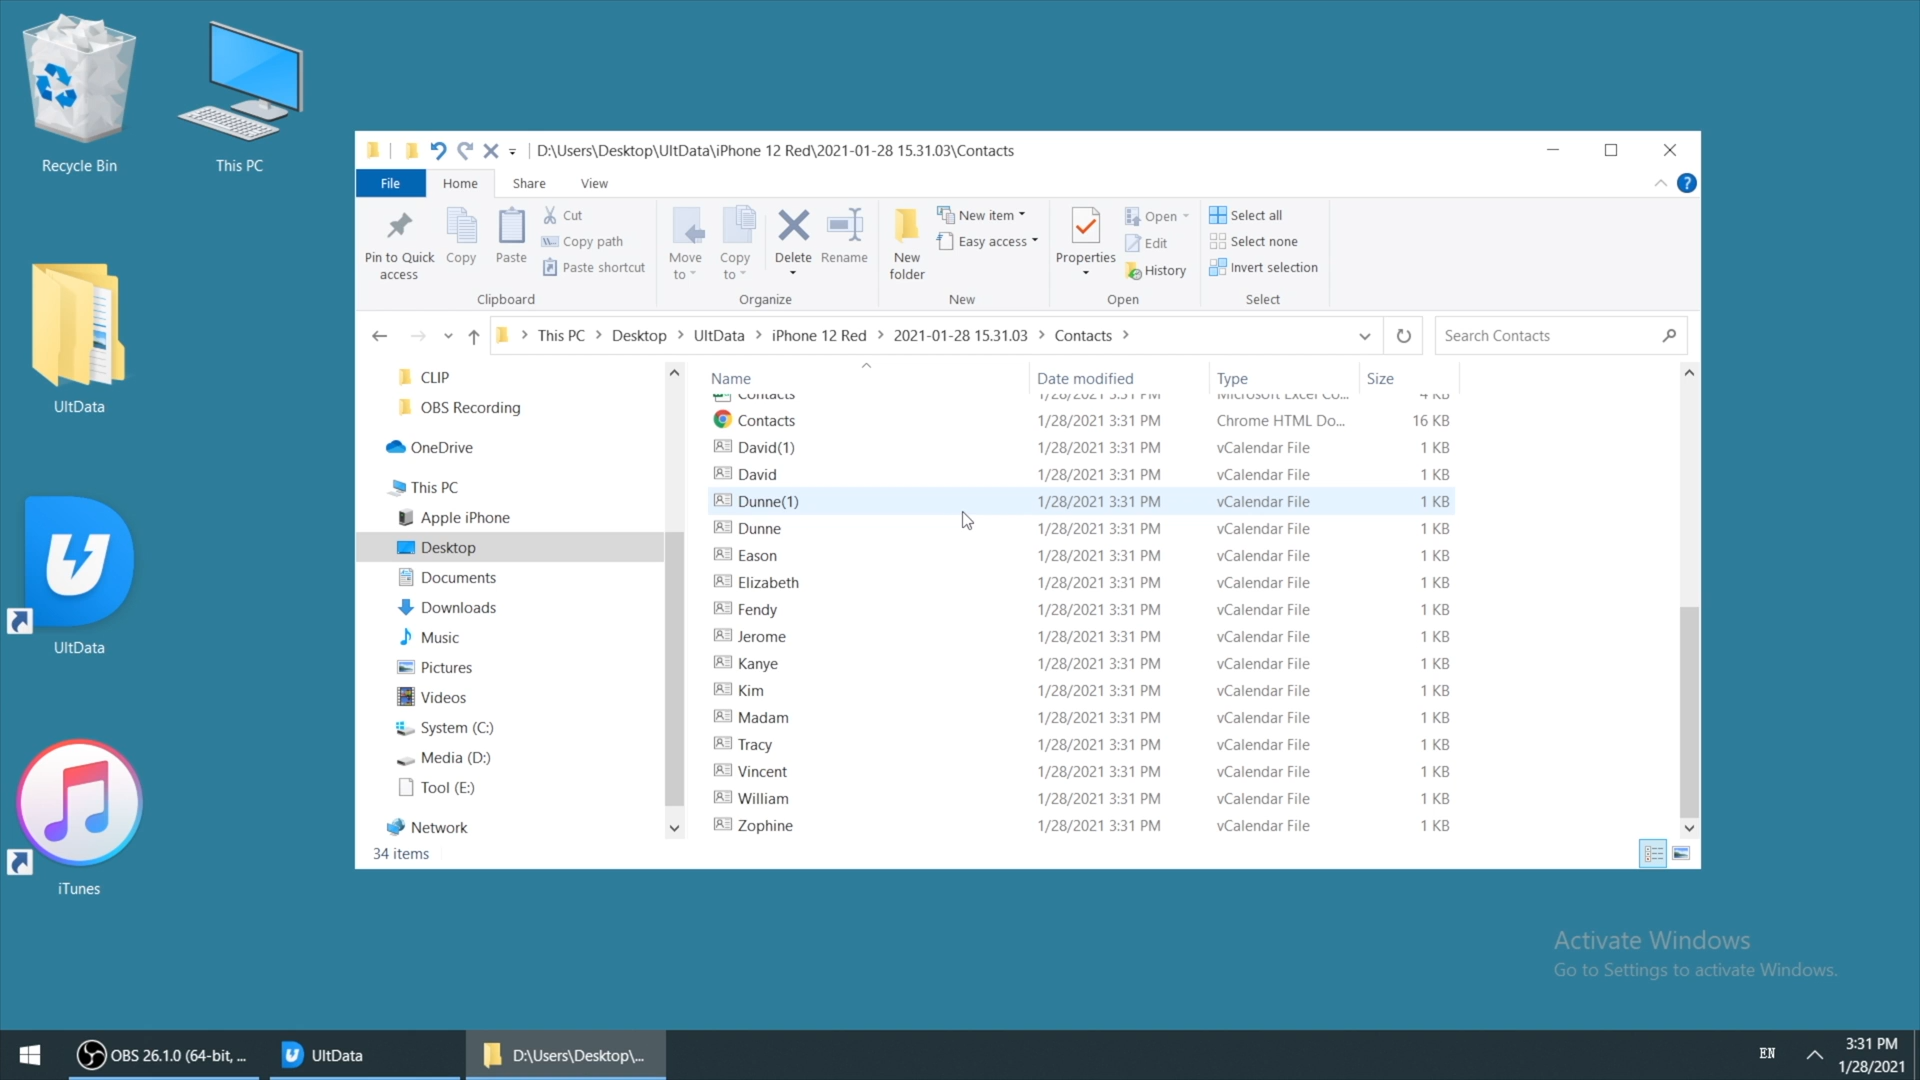 Recycle Bin
This PC
UltData
UltData
iTunes
D:\Users\Desktop\UltData\iPhone 12 Red\2021-01-28 15.31.03\Contacts
File Home Share View
?
Pin to Quick access
Copy
Paste
Cut
Copy path
Paste shortcut
Clipboard
Move to
Copy to
Delete
Rename
Organize
New folder
New item
Easy access
New
Properties
Open
Edit
History
Open
Select all
Select none
Invert selection
Select
This PC > Desktop > UltData > iPhone 12 Red > 2021-01-28 15.31.03 > Contacts >
Search Contacts
CLIP
OBS Recording
OneDrive
This PC
Apple iPhone
Desktop
Documents
Downloads
Music
Pictures
Videos
System (C:)
Media (D:)
Tool (E:)
Network
Name Date modified Type Size
Contacts 1/28/2021 3:31 PM Microsoft Excel Co... 4 KB
Contacts 1/28/2021 3:31 PM Chrome HTML Do... 16 KB
David(1) 1/28/2021 3:31 PM vCalendar File 1 KB
David 1/28/2021 3:31 PM vCalendar File 1 KB
Dunne(1) 1/28/2021 3:31 PM vCalendar File 1 KB
Dunne 1/28/2021 3:31 PM vCalendar File 1 KB
Eason 1/28/2021 3:31 PM vCalendar File 1 KB
Elizabeth 1/28/2021 3:31 PM vCalendar File 1 KB
Fendy 1/28/2021 3:31 PM vCalendar File 1 KB
Jerome 1/28/2021 3:31 PM vCalendar File 1 KB
Kanye 1/28/2021 3:31 PM vCalendar File 1 KB
Kim 1/28/2021 3:31 PM vCalendar File 1 KB
Madam 1/28/2021 3:31 PM vCalendar File 1 KB
Tracy 1/28/2021 3:31 PM vCalendar File 1 KB
Vincent 1/28/2021 3:31 PM vCalendar File 1 KB
William 1/28/2021 3:31 PM vCalendar File 1 KB
Zophine 1/28/2021 3:31 PM vCalendar File 1 KB
34 items
Activate Windows
Go to Settings to activate Windows.
OBS 26.1.0 (64-bit, ...
UltData
D:\Users\Desktop\...
EN
3:31 PM
1/28/2021